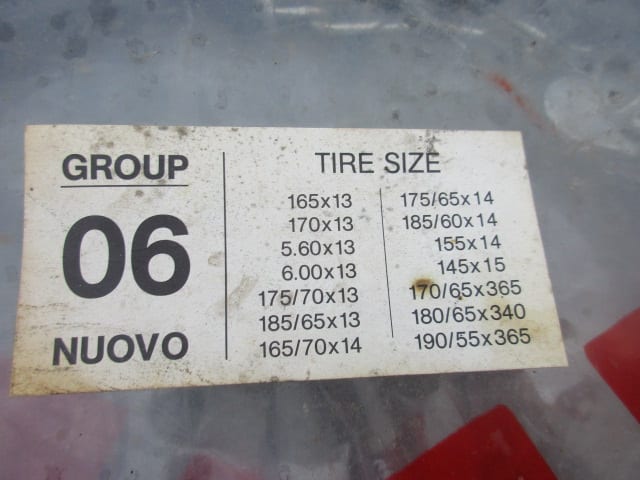 GROUP
06
NUOVO
TIRE SIZE
165x13
170x13
5.60x13
6.00x13
175/70x13
185/65x13
165/70x14
175/65x14
185/60x14
155x14
145x15
170/65x365
180/65x340
190/55x365